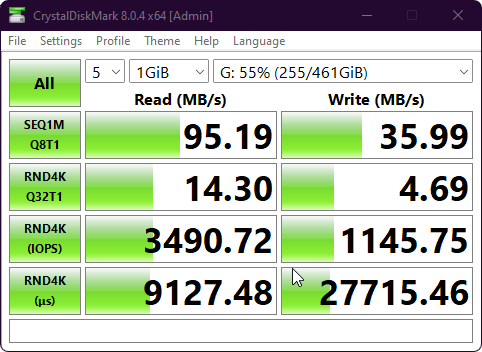 CrystalDiskMark 8.0.4 x64 [Admin]
File Settings Profile Theme Help Language
All 5 1GiB G: 55% (255/461GiB)
Read (MB/s) Write (MB/s)
SEQ1M Q8T1 95.19 35.99
RND4K Q32T1 14.30 4.69
RND4K (IOPS) 3490.72 1145.75
RND4K (μs) 9127.48 27715.46